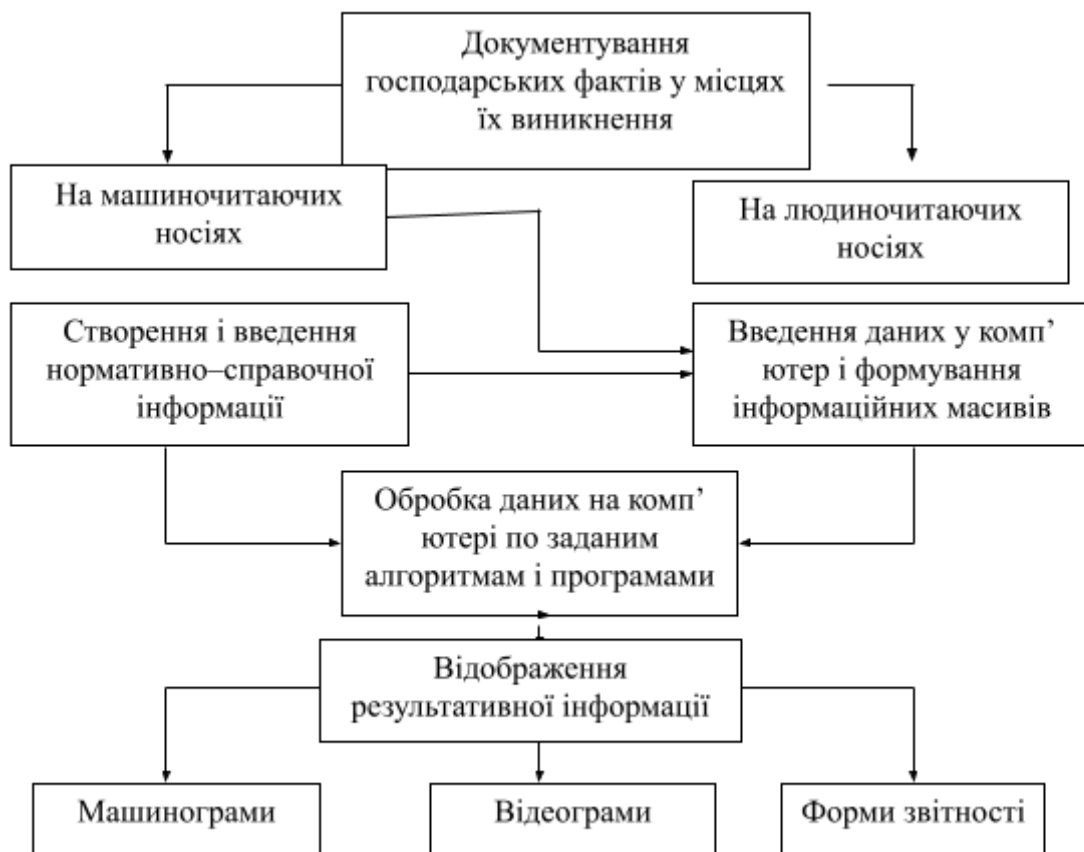 Документування
господарських фактів у місцях
їх виникнення
На машиночитаючих
носіях
На людиночитаючих
носіях
Створення і введення
нормативно–справочної
інформації
Введення даних у комп’
ютер і формування
інформаційних масивів
Обробка даних на комп’
ютері по заданим
алгоритмам і програмами
Відображення
результативної інформації
Машинограми
Відеограми
Форми звітності